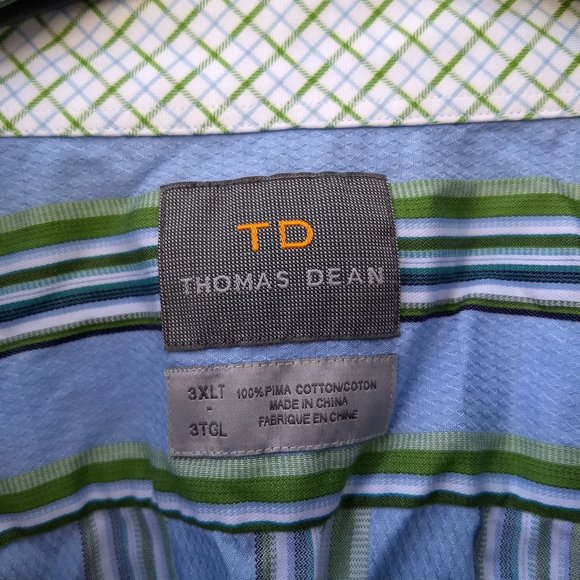 TD
THOMAS DEAN
3XLT
-
3TGL
100% PIMA COTTON/COTON
MADE IN CHINA
FABRIQUE EN CHINE